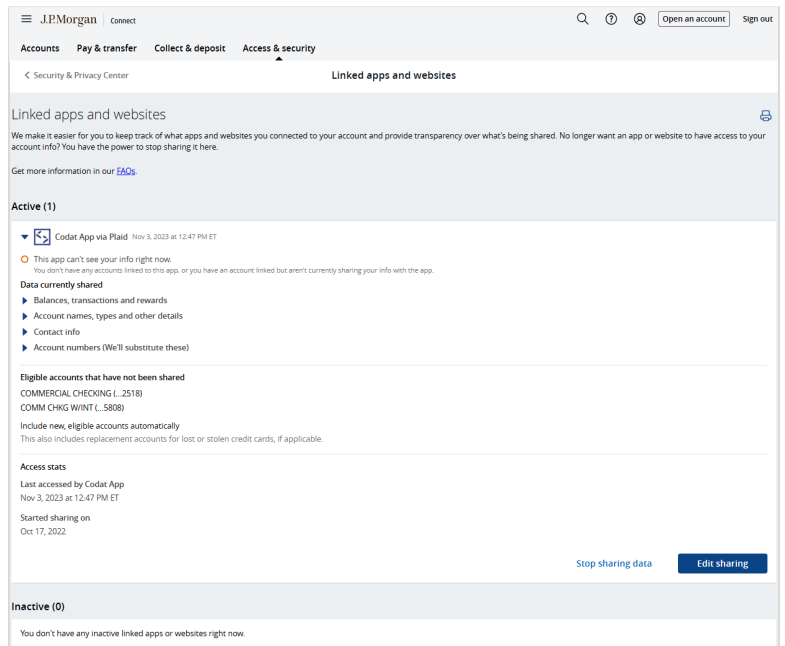 J.P.Morgan | Connect
Open an account
Sign out
Accounts Pay & transfer Collect & deposit Access & security
Security & Privacy Center
Linked apps and websites
Linked apps and websites
We make it easier for you to keep track of what apps and websites you connected to your account and provide transparency over what's being shared. No longer want an app or website to have access to your
account info? You have the power to stop sharing it here.
Get more information in our FAQs.
Active (1)
Codat App via Plaid Nov 3, 2023 at 12:47 PM ET
This app can't see your info right now.
You don't have any accounts linked to this app, or you have an account linked but aren't currently sharing your info with the app.
Data currently shared
Balances, transactions and rewards
Account names, types and other details
Contact info
Account numbers (We'll substitute these)
Eligible accounts that have not been shared
COMMERCIAL CHECKING (...2518)
COMM CHKG W/INT (...5808)
Include new, eligible accounts automatically
This also includes replacement accounts for lost or stolen credit cards, if applicable.
Access stats
Last accessed by Codat App
Nov 3, 2023 at 12:47 PM ET
Started sharing on
Oct 17, 2022
Stop sharing data
Edit sharing
Inactive (0)
You don't have any inactive linked apps or websites right now.